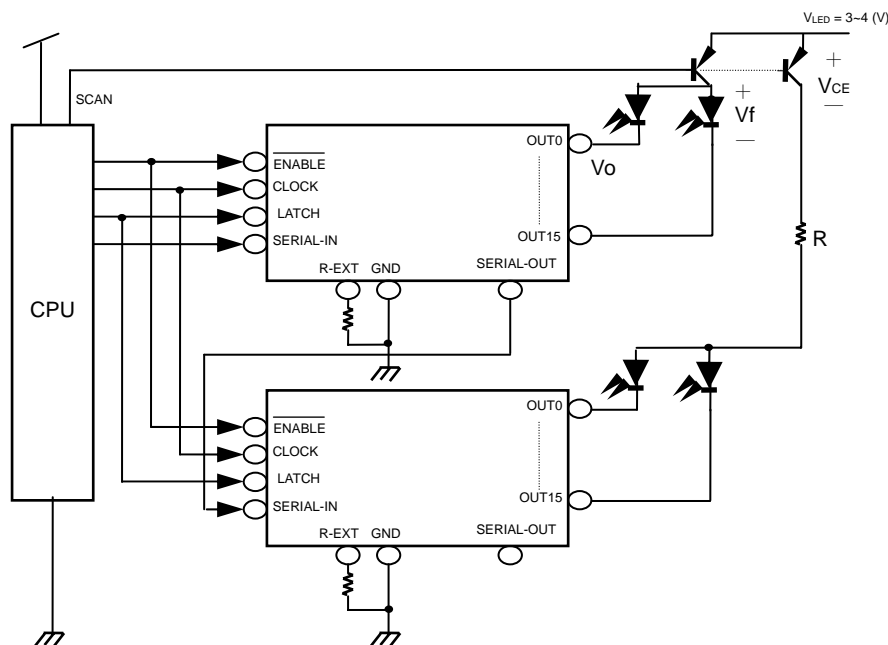 VLED = 3~4 (V)
SCAN
+
VCE
—
+
Vf
—
OUT0
Vo
ENABLE
CLOCK
LATCH
SERIAL-IN
OUT15
R-EXT GND SERIAL-OUT
R
CPU
OUT0
ENABLE
CLOCK
LATCH
SERIAL-IN
OUT15
R-EXT GND SERIAL-OUT